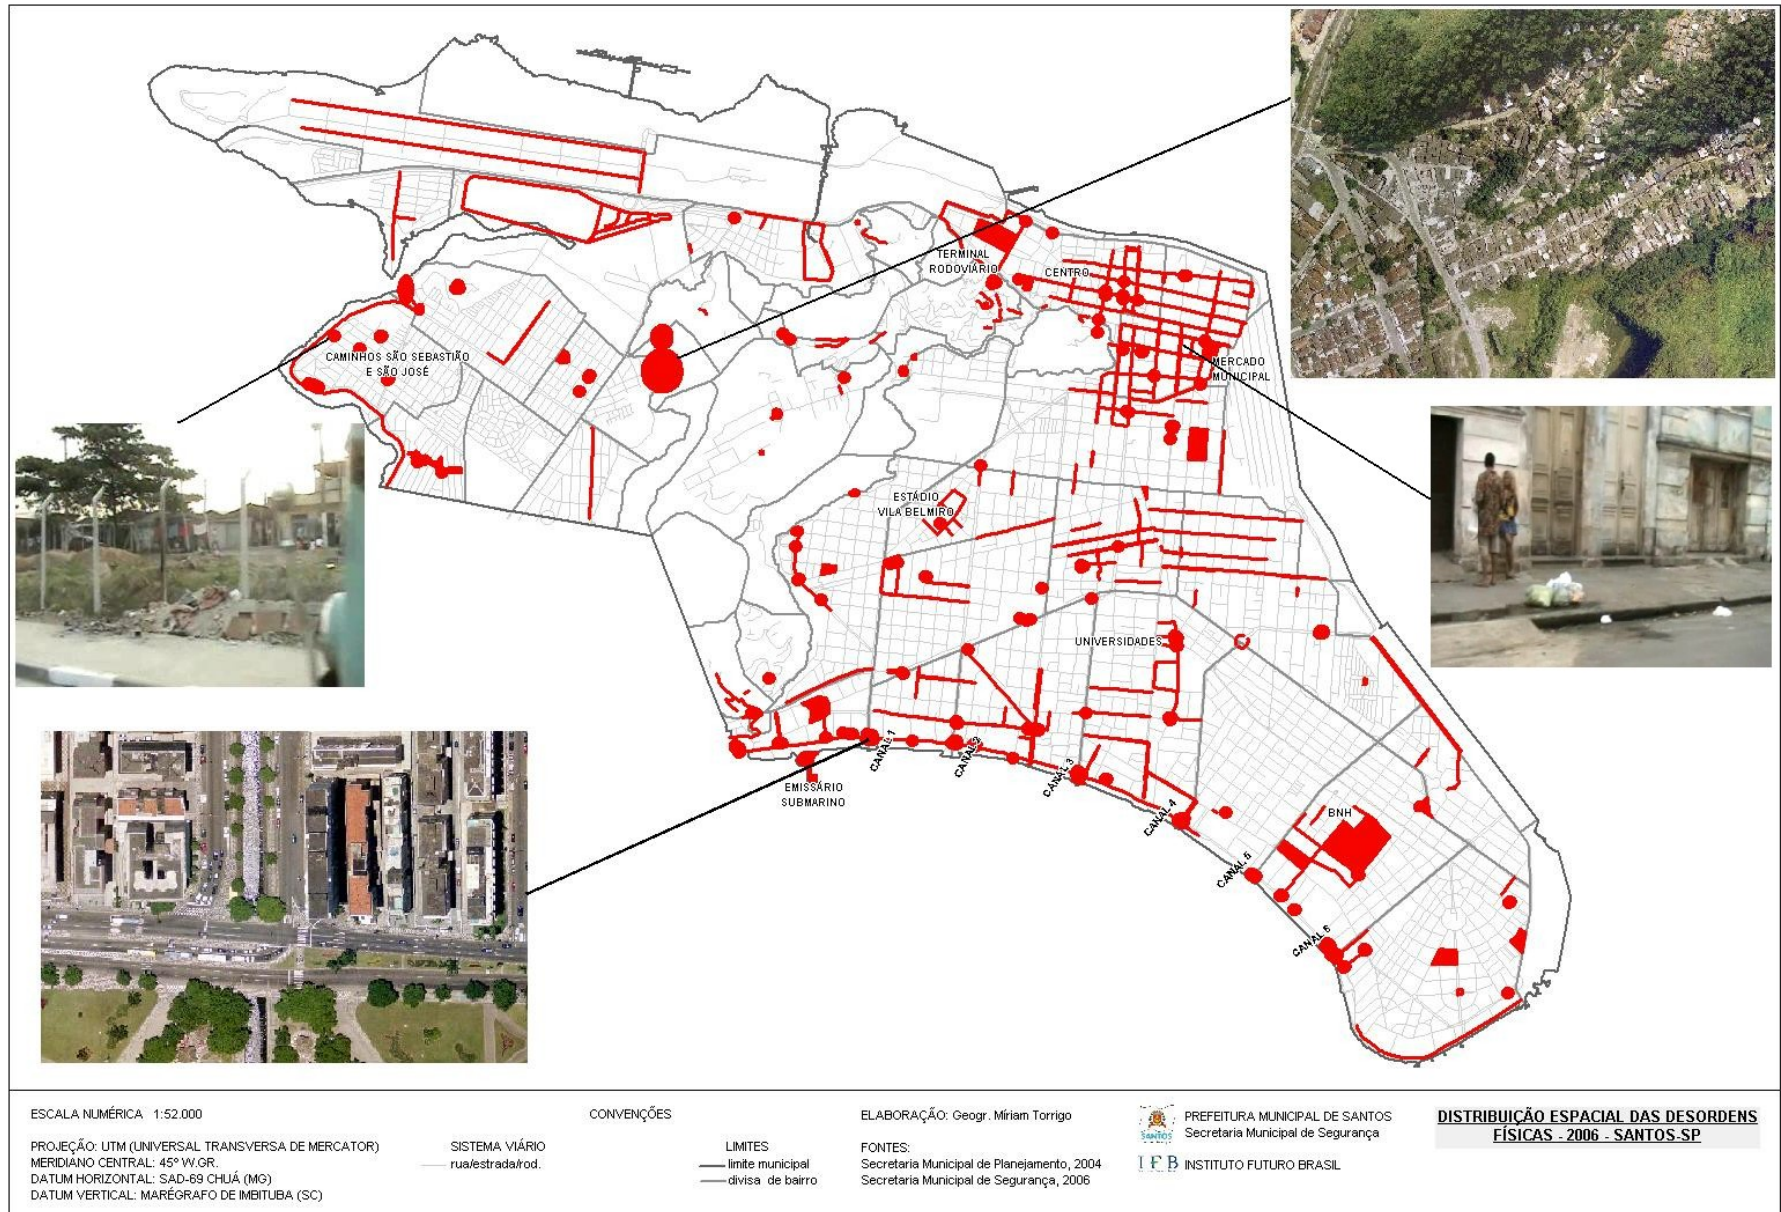 TERMINAL
RODOVIÁRIO
CENTRO
CAMINHOS SÃO SEBASTIÃO
E SÃO JOSÉ
MERCADO
MUNICIPAL
ESTÁDIO
VILA BELMIRO
UNIVERSIDADES
CANAL 1
CANAL 2
CANAL 3
CANAL 4
CANAL 5
CANAL 6
EMISSÁRIO
SUBMARINO
BNH
ESCALA NUMÉRICA 1:52.000
PROJEÇÃO: UTM (UNIVERSAL TRANSVERSA DE MERCATOR)
MERIDIANO CENTRAL: 45º W.GR.
DATUM HORIZONTAL: SAD-69 CHUÁ (MG)
DATUM VERTICAL: MARÉGRAFO DE IMBITUBA (SC)
CONVENÇÕES
SISTEMA VIÁRIO
rua/estrada/rod.
LIMITES
limite municipal
divisa de bairro
ELABORAÇÃO: Geogr. Míriam Torrigo
FONTES:
Secretaria Municipal de Planejamento, 2004
Secretaria Municipal de Segurança, 2006
SANTOS
PREFEITURA MUNICIPAL DE SANTOS
Secretaria Municipal de Segurança
IFB INSTITUTO FUTURO BRASIL
DISTRIBUIÇÃO ESPACIAL DAS DESORDENS
FÍSICAS - 2006 - SANTOS-SP